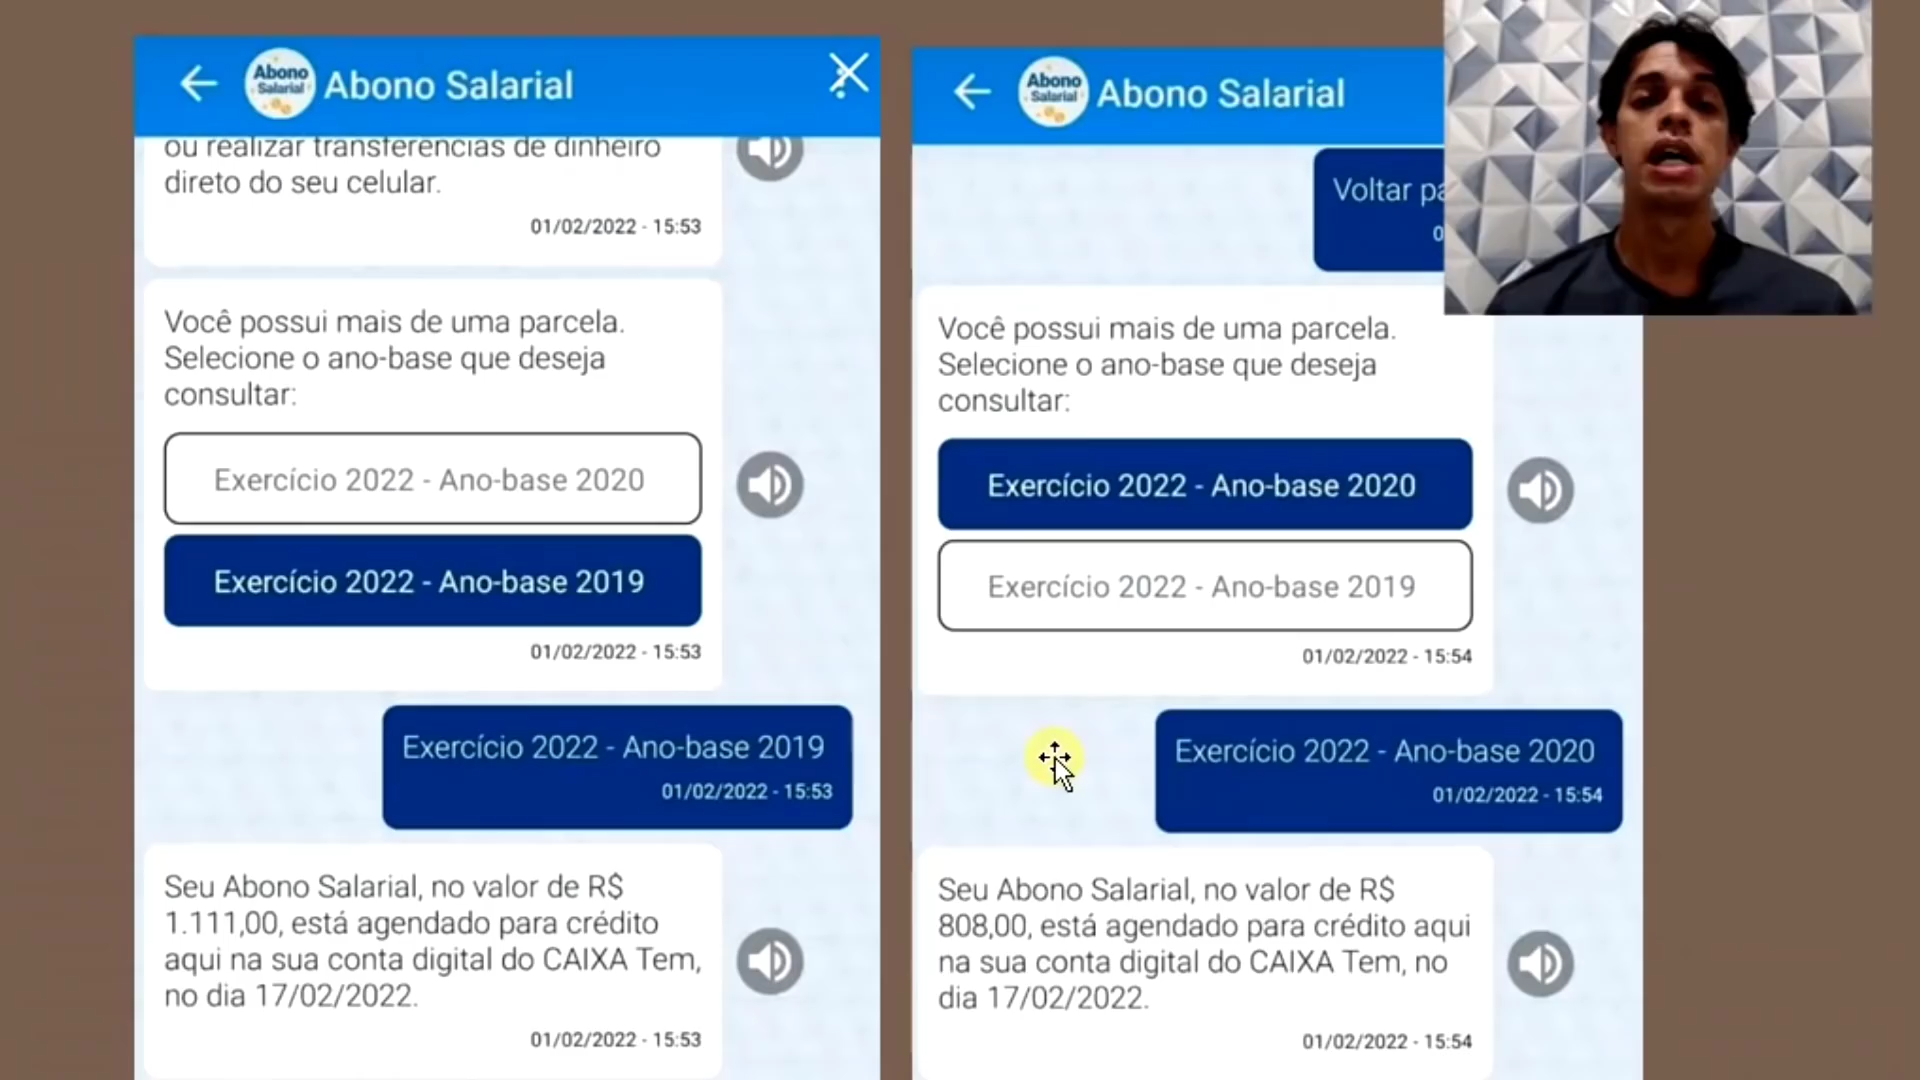 Abono
Salarial
Abono Salarial
ou realizar transferências de dinheiro
direto do seu celular.
01/02/2022 - 15:53
Você possui mais de uma parcela.
Selecione o ano-base que deseja
consultar:
Exercício 2022 - Ano-base 2020
Exercício 2022 - Ano-base 2019
01/02/2022 - 15:53
Exercício 2022 - Ano-base 2019
01/02/2022 - 15:53
Seu Abono Salarial, no valor de R$
1.111,00, está agendado para crédito
aqui na sua conta digital do CAIXA Tem,
no dia 17/02/2022.
01/02/2022 - 15:53
Abono
Salarial
Abono Salarial
Voltar
Você possui mais de uma parcela.
Selecione o ano-base que deseja
consultar:
Exercício 2022 - Ano-base 2020
Exercício 2022 - Ano-base 2019
01/02/2022 - 15:54
Exercício 2022 - Ano-base 2020
01/02/2022 - 15:54
Seu Abono Salarial, no valor de R$
808,00, está agendado para crédito aqui
na sua conta digital do CAIXA Tem, no
dia 17/02/2022.
01/02/2022 - 15:54